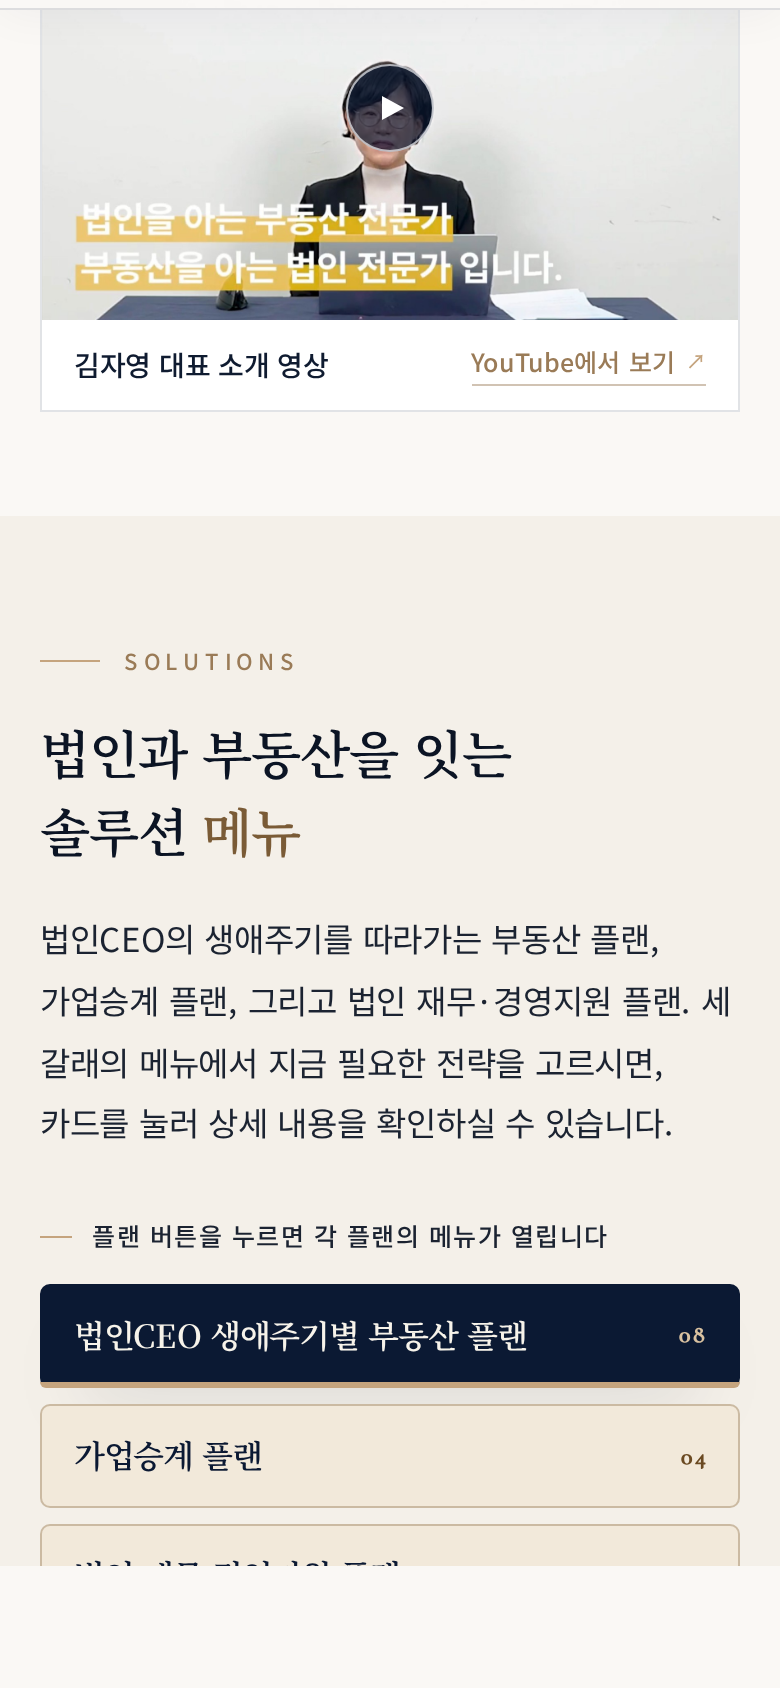 법인을 아는 부동산 전문가
부동산을 아는 법인 전문가 입니다.
김자영 대표 소개 영상
YouTube에서 보기 ↗
SOLUTIONS
법인과 부동산을 잇는
솔루션 메뉴
법인CEO의 생애주기를 따라가는 부동산 플랜,
가업승계 플랜, 그리고 법인 재무·경영지원 플랜. 세
갈래의 메뉴에서 지금 필요한 전략을 고르시면,
카드를 눌러 상세 내용을 확인하실 수 있습니다.
플랜 버튼을 누르면 각 플랜의 메뉴가 열립니다
법인CEO 생애주기별 부동산 플랜 08
가업승계 플랜 04